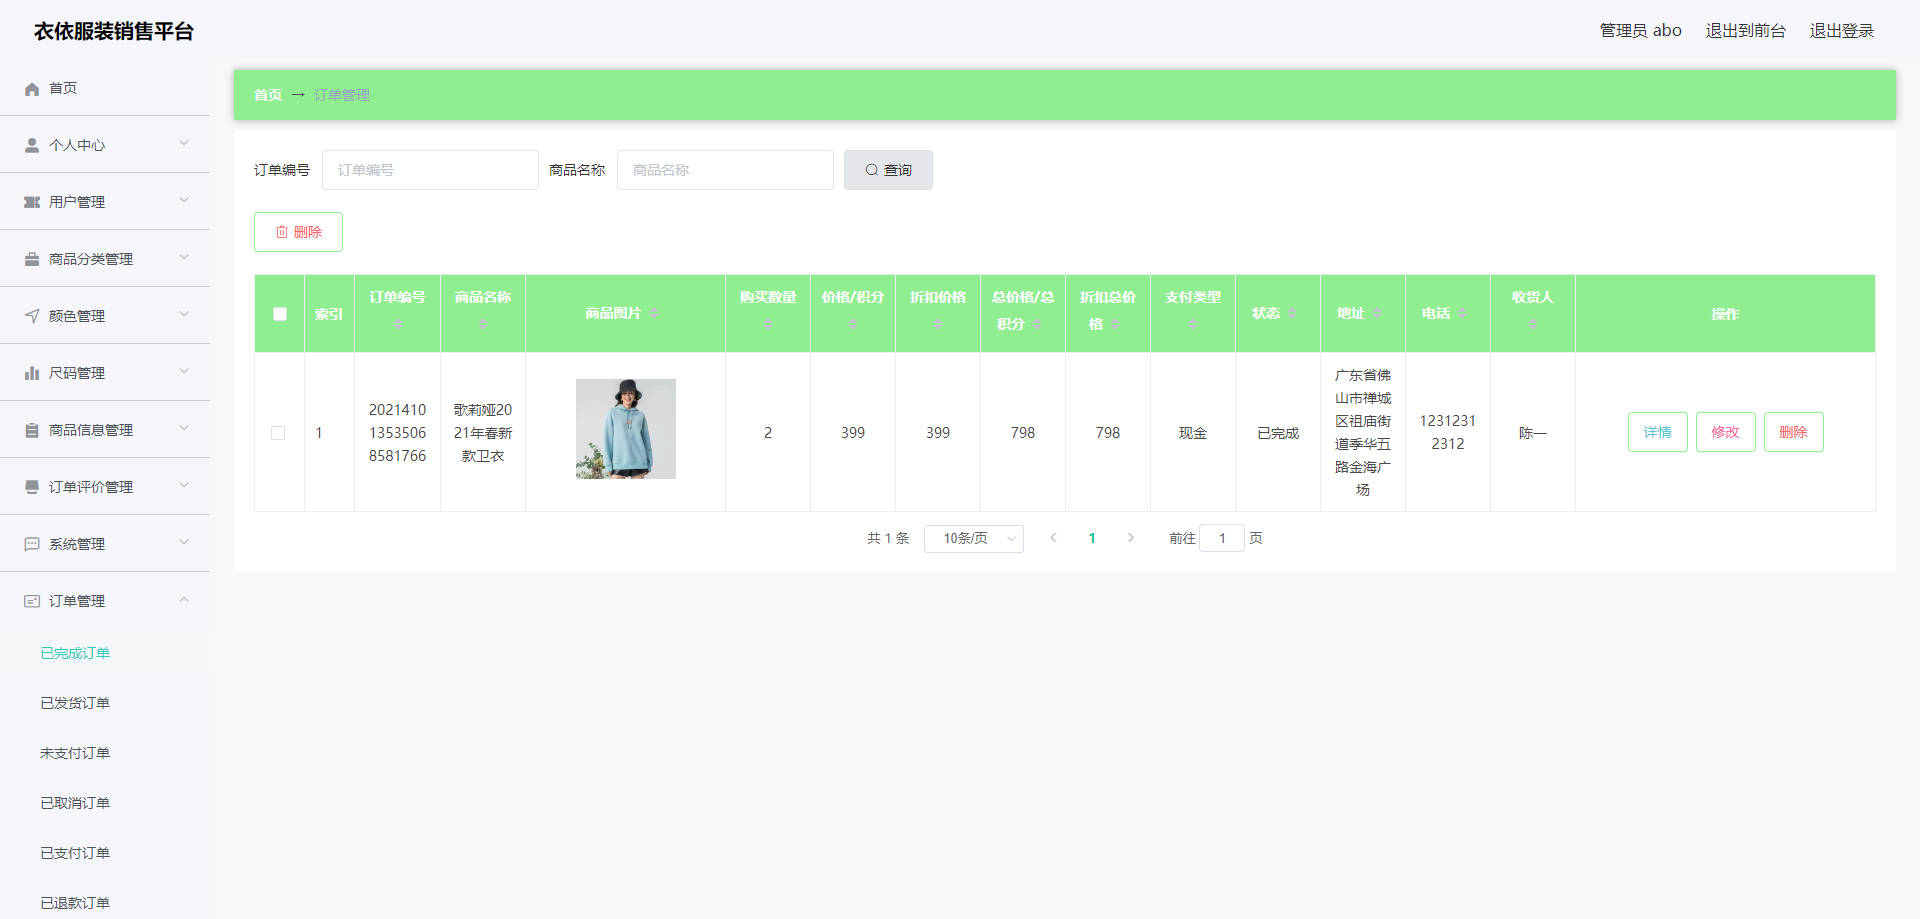 衣依服装销售平台
管理员 abo 退出到前台 退出登录
首页
个人中心
用户管理
商品分类管理
颜色管理
尺码管理
商品信息管理
订单评价管理
系统管理
订单管理
已完成订单
已发货订单
未支付订单
已取消订单
已支付订单
已退款订单
首页 → 订单管理
订单编号 订单编号 商品名称 商品名称 查询
删除
索引
订单编号
商品名称
商品图片
购买数量
价格/积分
折扣价格
总价格/总
积分
折扣总价
格
支付类型
状态
地址
电话
收货人
操作
1
2021410
1353506
8581766
歌莉娅20
21年春新
款卫衣
2
399
399
798
798
现金
已完成
广东省佛
山市禅城
区祖庙街
道季华五
路金海广
场
1231231
2312
陈一
详情 修改 删除
共 1 条 10条/页 1 前往 1 页